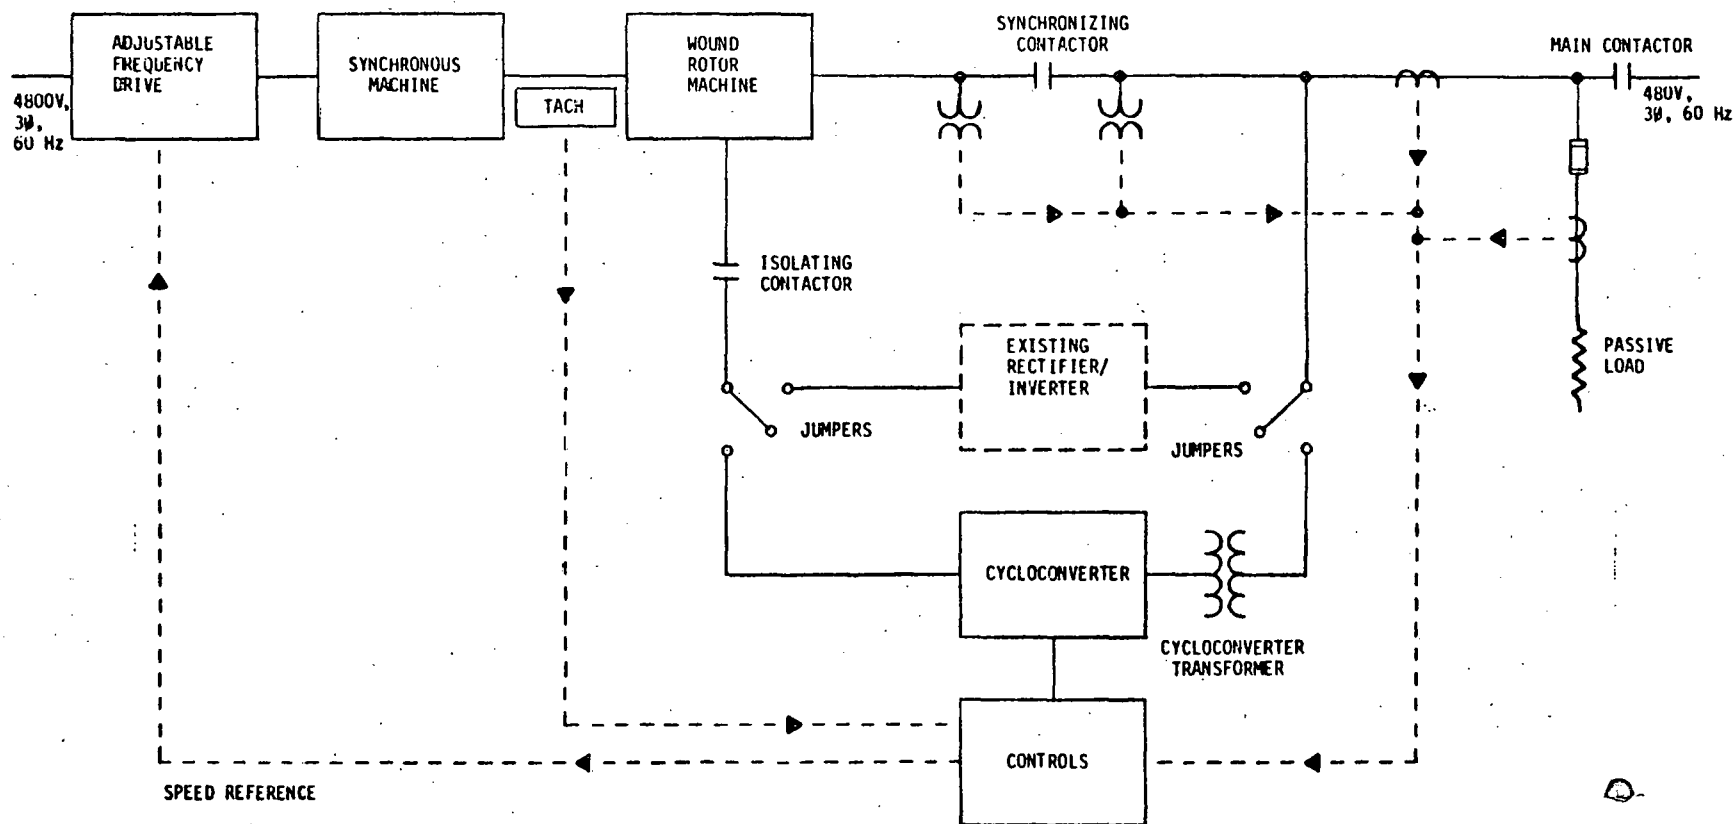 ADJUSTABLE
FREQUENCY
DRIVE
SYNCHRONOUS
MACHINE
TACH
WOUND
ROTOR
MACHINE
SYNCHRONIZING
CONTACTOR
MAIN CONTACTOR
4800V,
3Ø,
60 Hz
480V,
3Ø, 60 Hz
ISOLATING
CONTACTOR
EXISTING
RECTIFIER/
INVERTER
PASSIVE
LOAD
JUMPERS
JUMPERS
CYCLOCONVERTER
CYCLOCONVERTER
TRANSFORMER
CONTROLS
SPEED REFERENCE